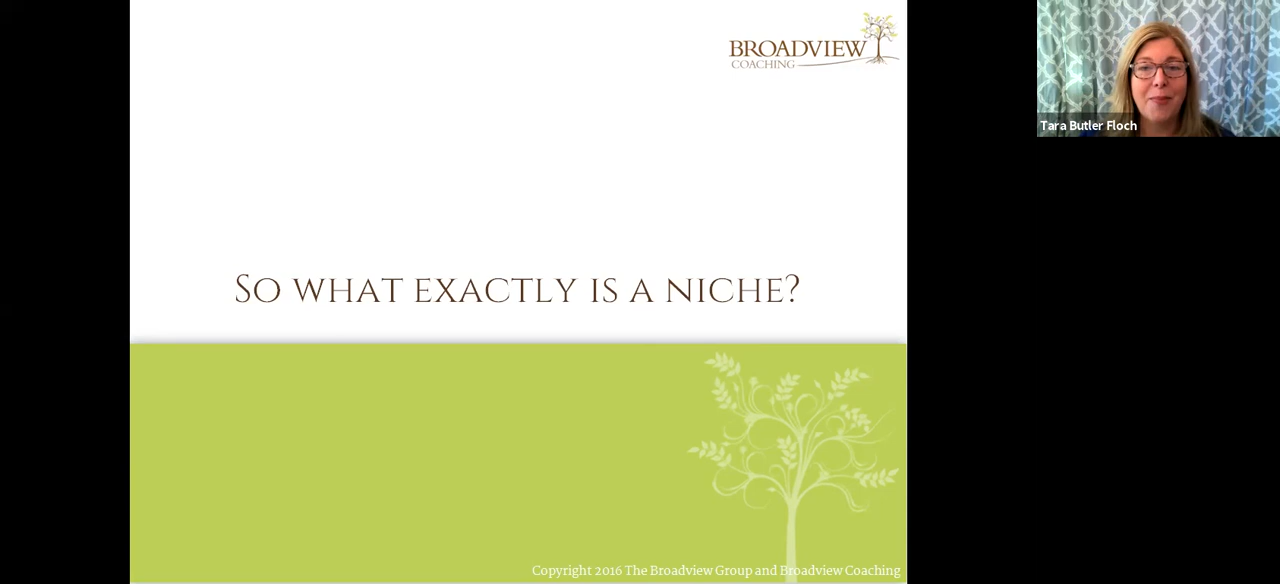 BROADVIEW
COACHING
Tara Butler Floch
So what exactly is a niche?
Copyright 2016 The Broadview Group and Broadview Coaching